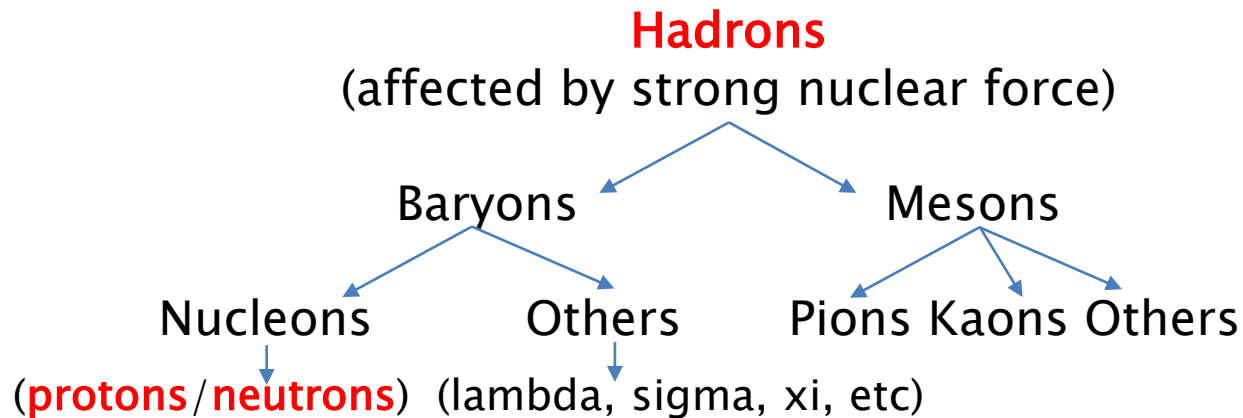 Hadrons
(affected by strong nuclear force)
Baryons Mesons
Nucleons Others Pions Kaons Others
(protons/neutrons) (lambda, sigma, xi, etc)